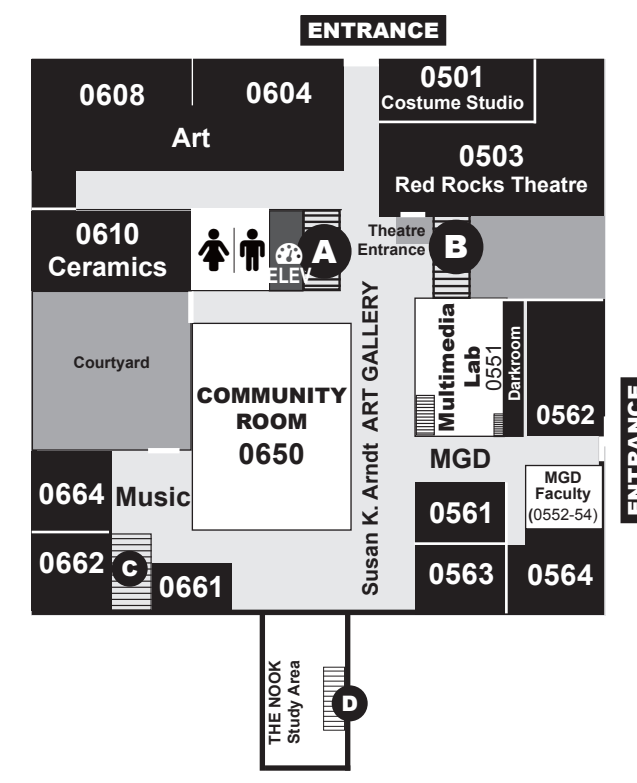 ENTRANCE
0608
0604
Art
0501
Costume Studio
0503
Red Rocks Theatre
0610
Ceramics
ELEV
A
Theatre
Entrance
B
Courtyard
COMMUNITY
ROOM
0650
Susan K. Arndt ART GALLERY
Multimedia
Lab
0551
Darkroom
0562
ENTRANCE
MGD
MGD
Faculty
(0552-54)
0664
Music
0561
0662
C
0661
0563
0564
THE NOOK
Study Area
D